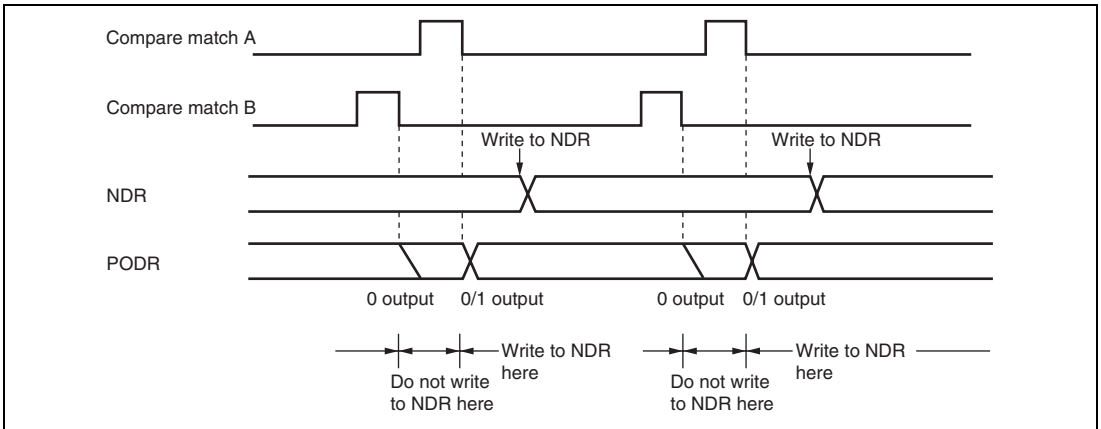 Compare match A
Compare match B
Write to NDR Write to NDR
NDR
PODR
0 output 0/1 output 0 output 0/1 output
Write to NDR here Write to NDR here
Do not write to NDR here Do not write to NDR here